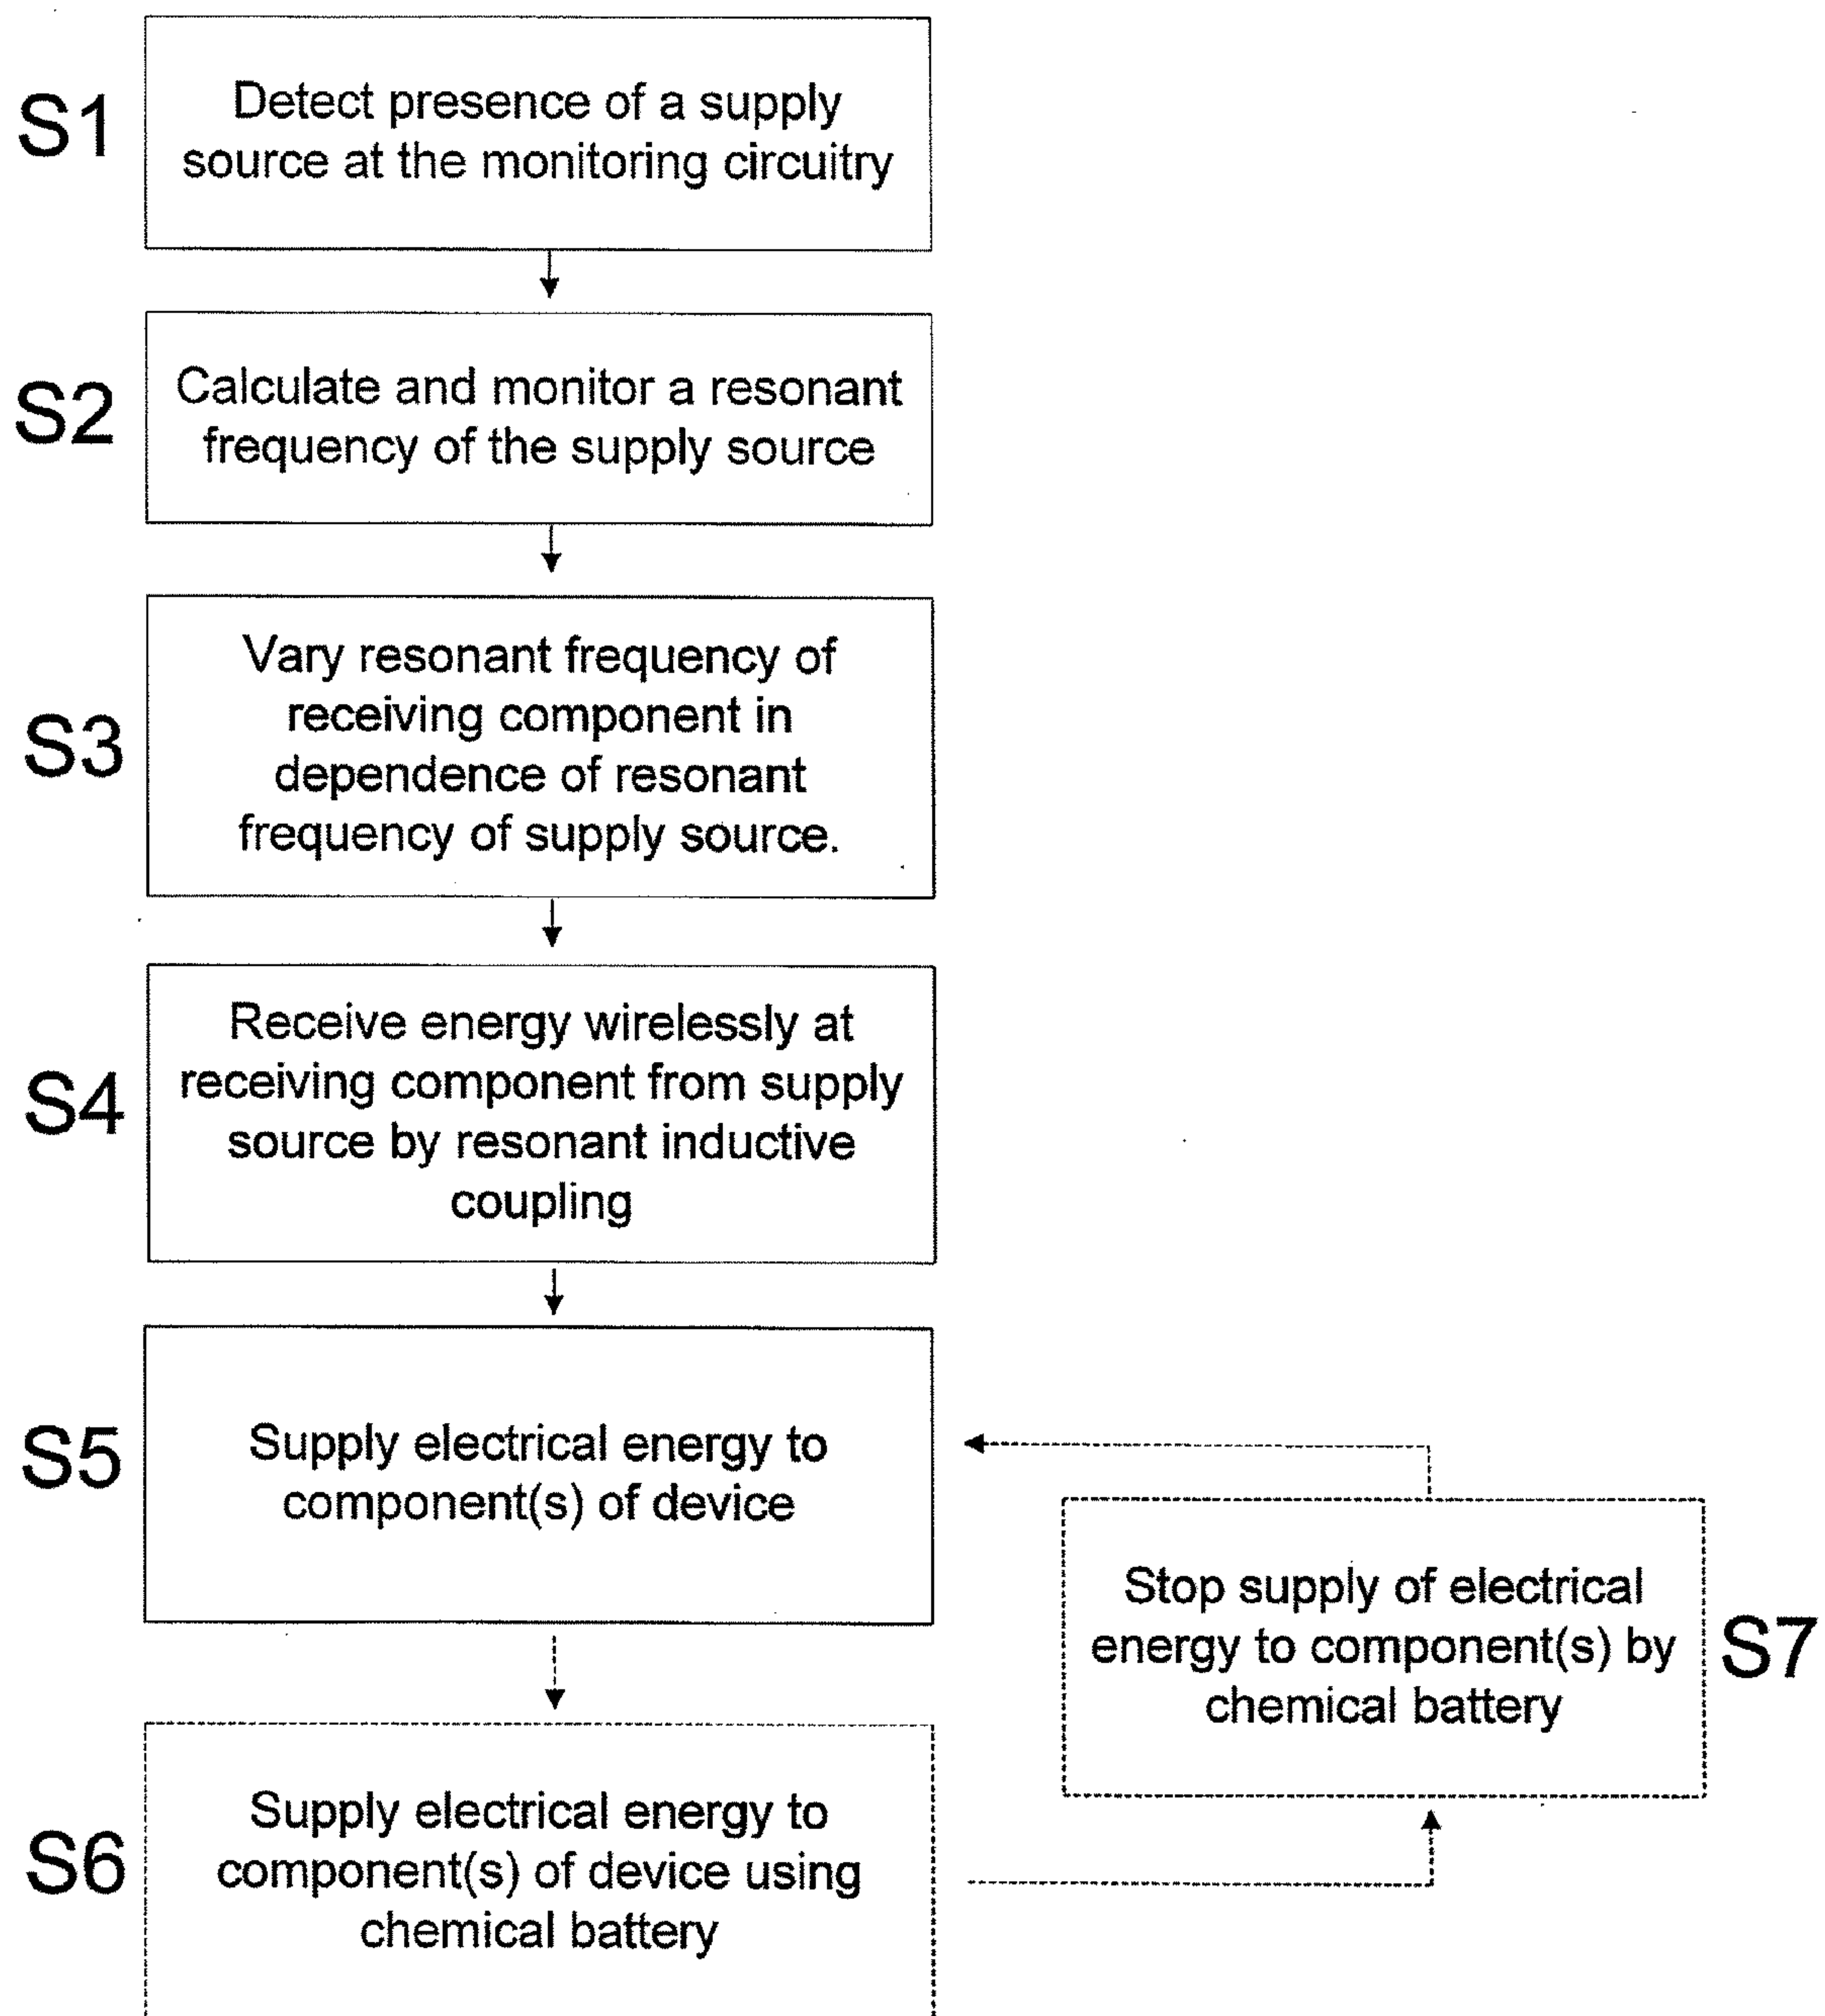 S1
Detect presence of a supply
source at the monitoring circuitry
S2
Calculate and monitor a resonant
frequency of the supply source
S3
Vary resonant frequency of
receiving component in
dependence of resonant
frequency of supply source.
S4
Receive energy wirelessly at
receiving component from supply
source by resonant inductive
coupling
S5
Supply electrical energy to
component(s) of device
S6
Supply electrical energy to
component(s) of device using
chemical battery
Stop supply of electrical
energy to component(s) by
chemical battery
S7